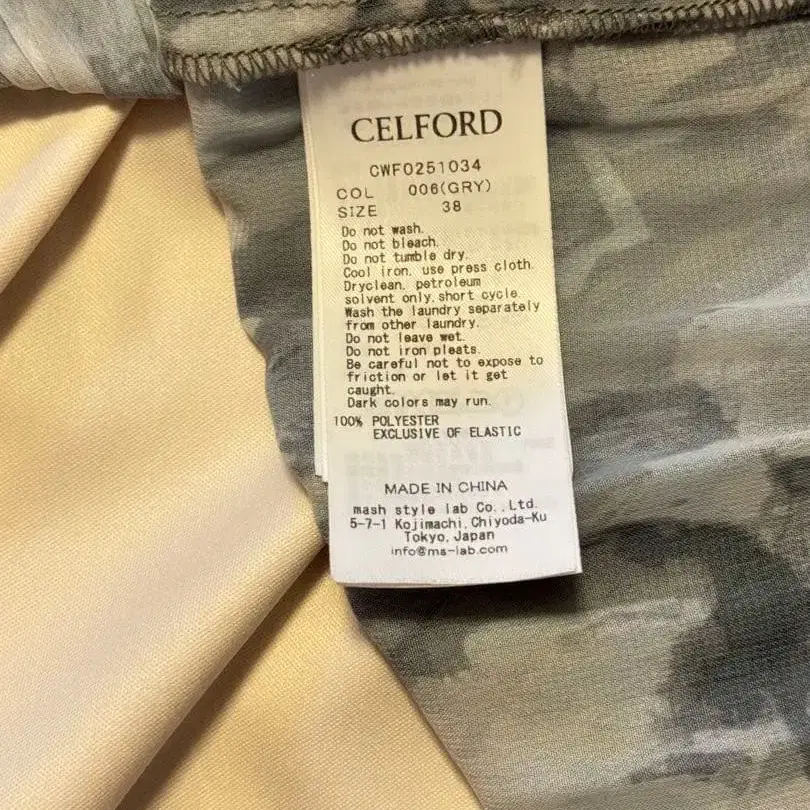 CELFORD
CWF0251034
COL 006(GRY)
SIZE 38
Do not wash.
Do not bleach.
Do not tumble dry.
Cool iron. use press cloth.
Dryclean. petroleum
solvent only, short cycle.
Wash the laundry separately
from other laundry.
Do not leave wet.
Do not iron pleats.
Be careful not to expose to
friction or let it get
caught.
Dark colors may run.
100% POLYESTER
EXCLUSIVE OF ELASTIC
MADE IN CHINA
mash style lab Co., Ltd.
5-7-1 Kojimachi, Chiyoda-Ku
Tokyo, Japan
info@ms-lab.com